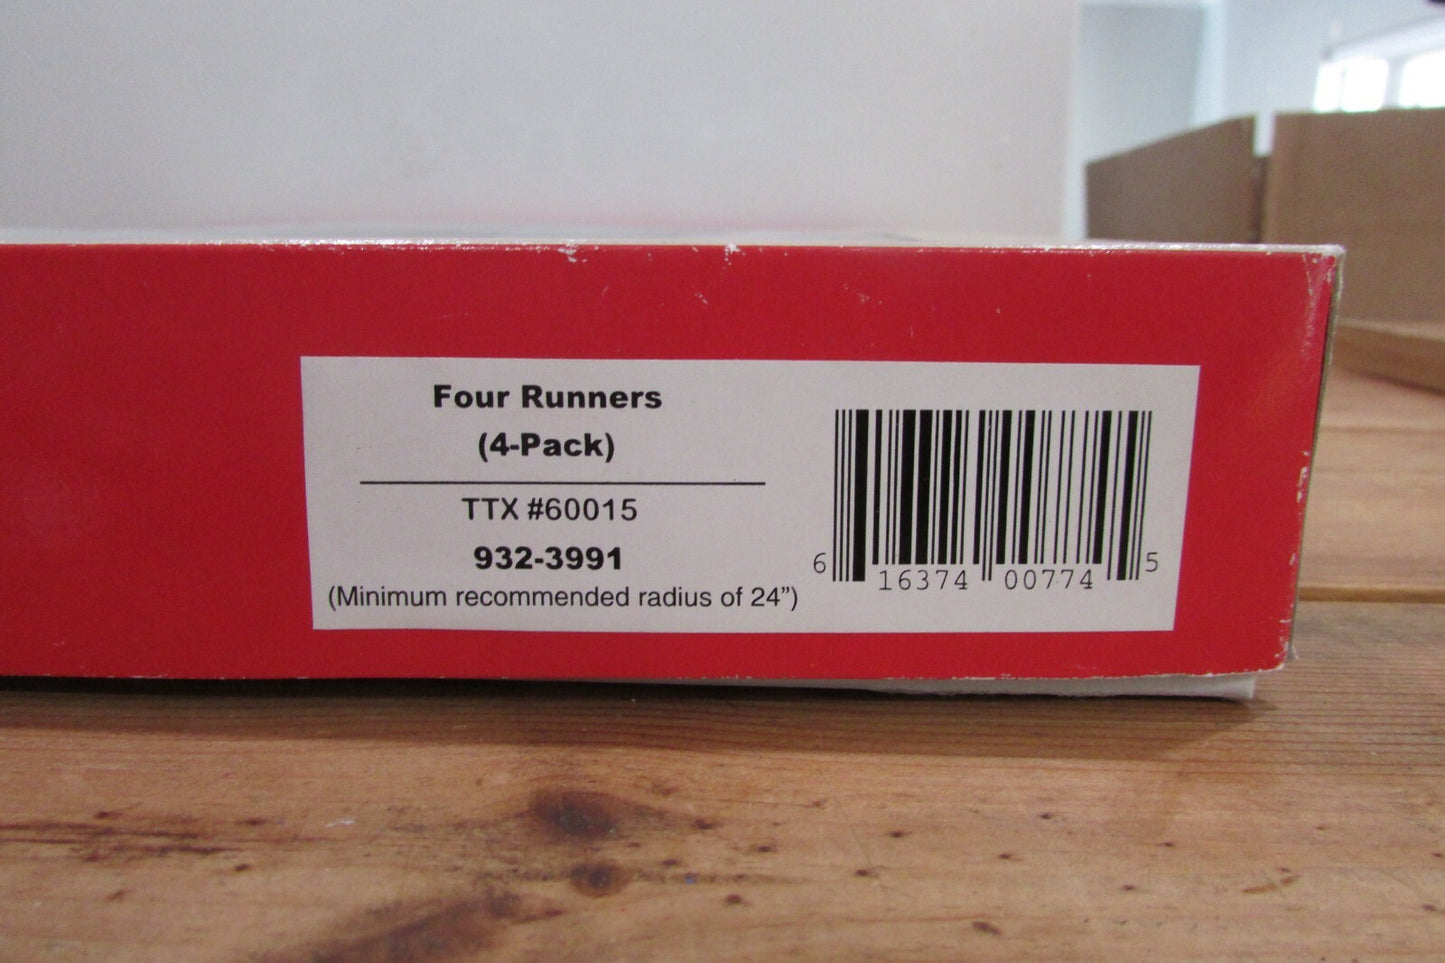 Four Runners
(4-Pack)
TTX #60015
932-3991
(Minimum recommended radius of 24”)
6 16374 00774 5